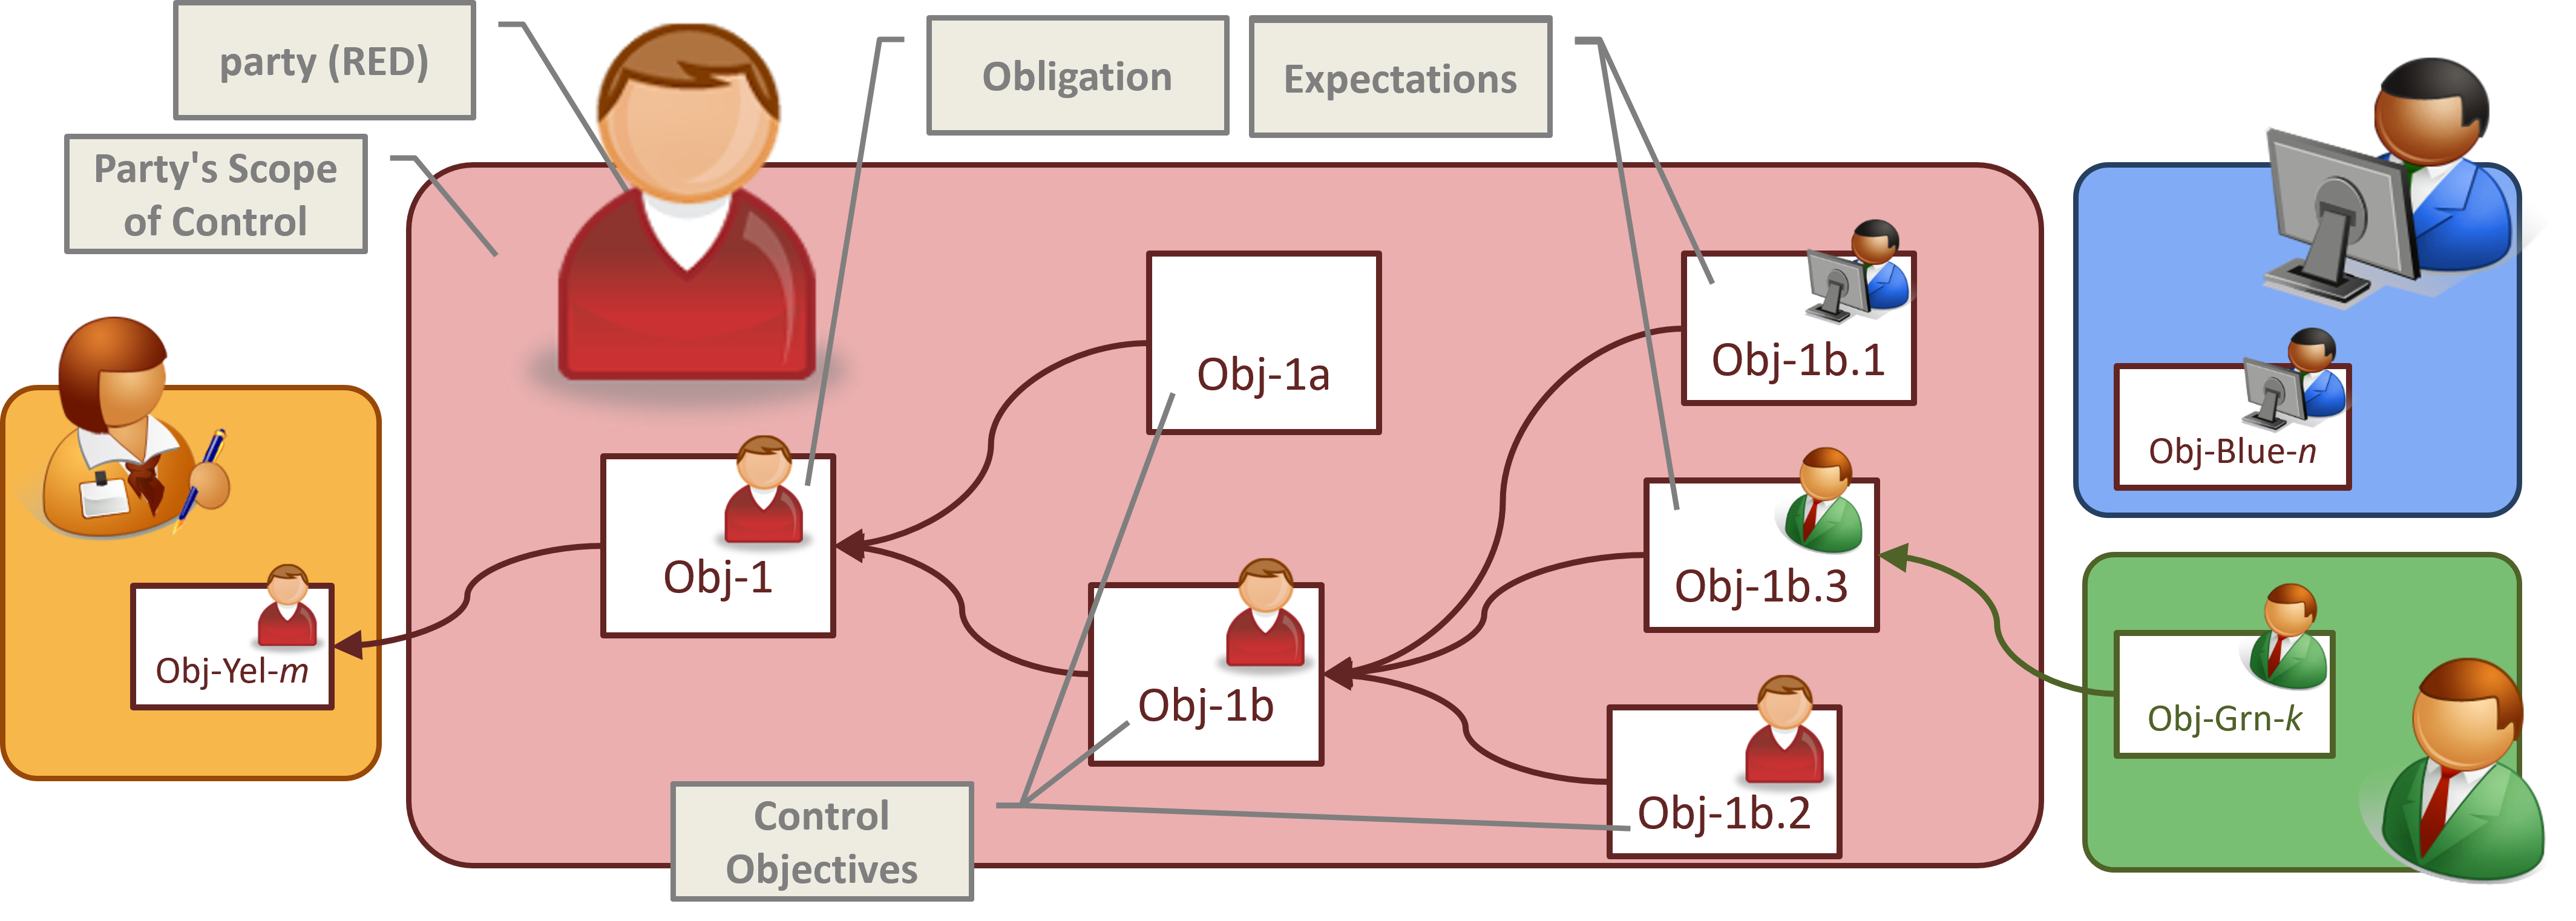 party (RED)
Party's Scope
of Control
Obligation
Expectations
Obj-1a
Obj-1b.1
Obj-1
Obj-1b.3
Obj-1b
Obj-1b.2
Obj-Yel-m
Obj-Blue-n
Obj-Grn-k
Control
Objectives